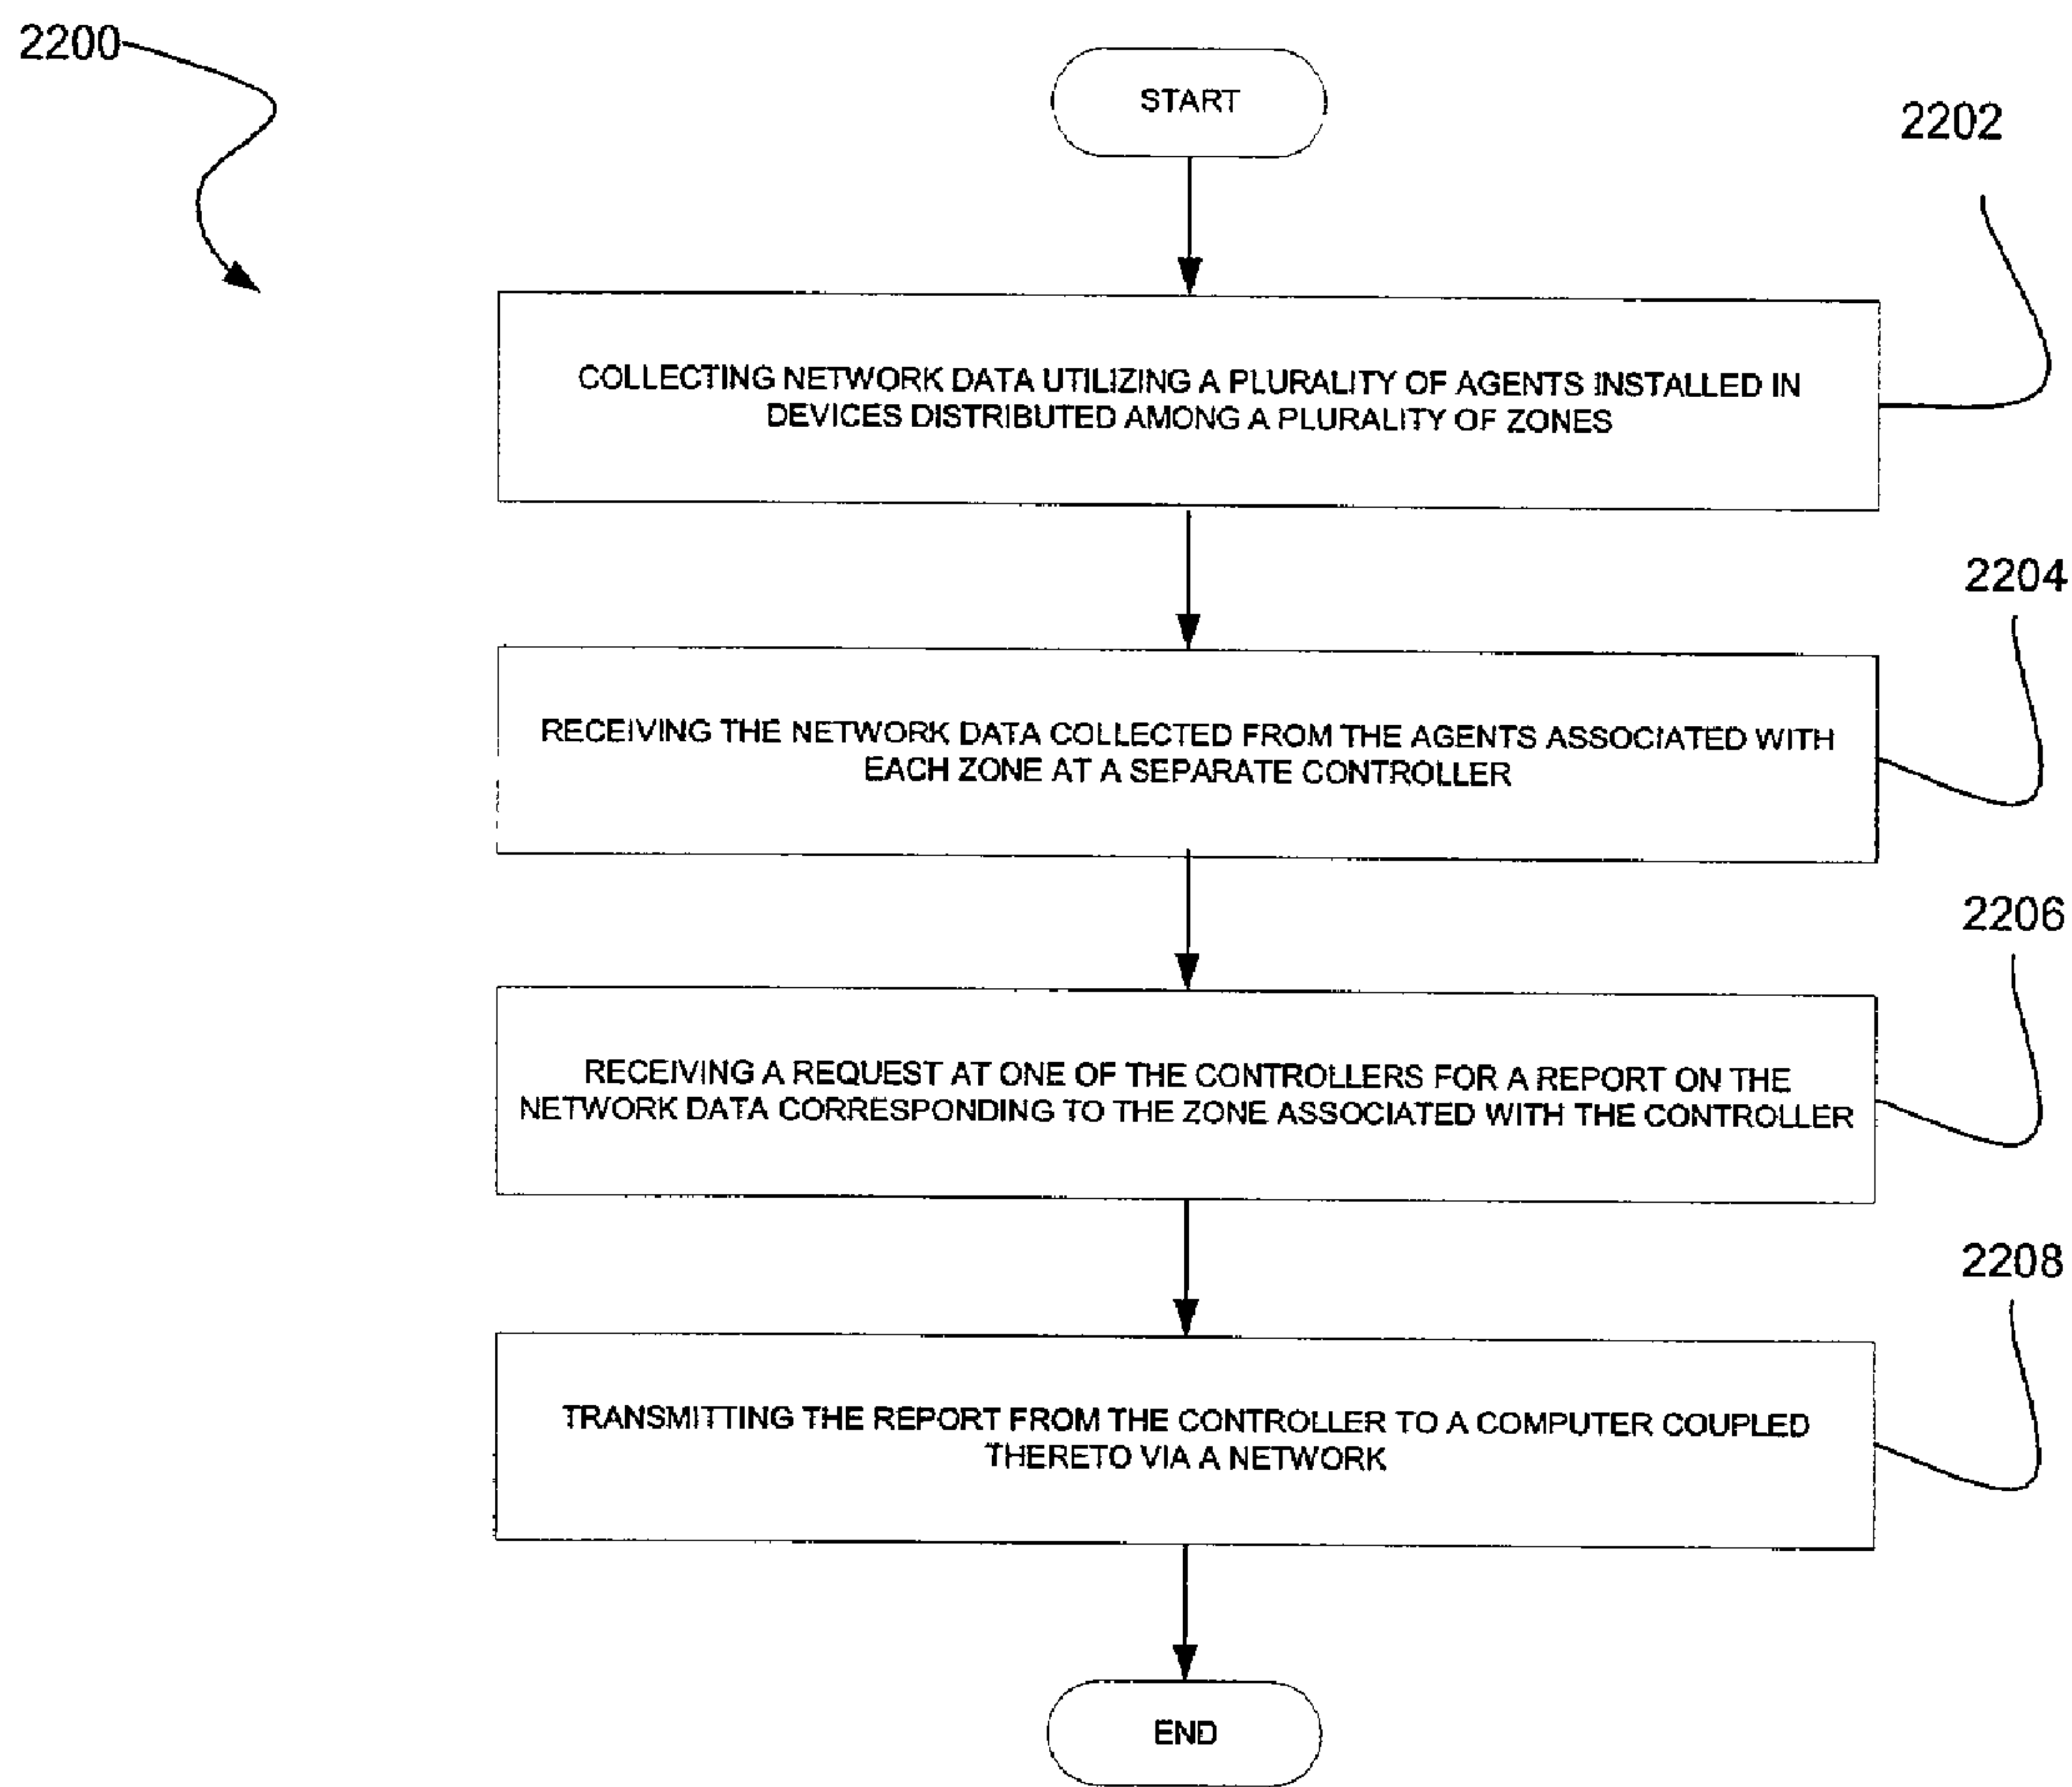 2200
START
2202
COLLECTING NETWORK DATA UTILIZING A PLURALITY OF AGENTS INSTALLED IN
DEVICES DISTRIBUTED AMONG A PLURALITY OF ZONES
2204
RECEIVING THE NETWORK DATA COLLECTED FROM THE AGENTS ASSOCIATED WITH
EACH ZONE AT A SEPARATE CONTROLLER
2206
RECEIVING A REQUEST AT ONE OF THE CONTROLLERS FOR A REPORT ON THE
NETWORK DATA CORRESPONDING TO THE ZONE ASSOCIATED WITH THE CONTROLLER
2208
TRANSMITTING THE REPORT FROM THE CONTROLLER TO A COMPUTER COUPLED
THERETO VIA A NETWORK
END